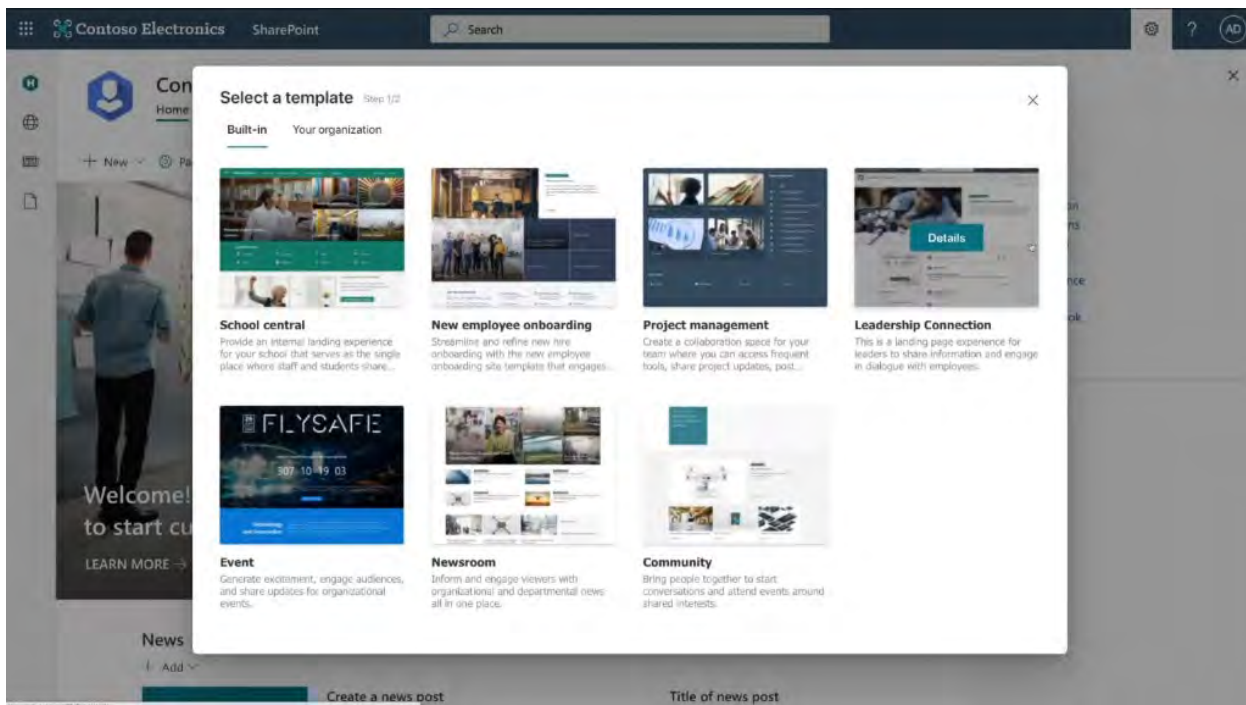 Contoso Electronics
SharePoint
Search
?
AD
Con
Home
+ New
Pa
Select a template Step 1/2
Built-in
Your organization
Details
School central
Provide an internal landing experience
for your school that serves as the single
place where staff and students share...
New employee onboarding
Streamline and refine new hire
onboarding with the new employee
onboarding site template that engages...
Project management
Create a collaboration space for your
team where you can access frequent
tools, share project updates, post...
Leadership Connection
This is a landing page experience for
leaders to share information and engage
in dialogue with employees.
FLYSAFE
307 10 19 03
Event
Generate excitement, engage audiences,
and share updates for organizational
events.
Newsroom
Inform and engage viewers with
organizational and departmental news
all in one place.
Community
Bring people together to start
conversations and attend events around
shared interests.
Welcome!
to start cu
LEARN MORE →
News
+ Add
Create a news post
Title of news post